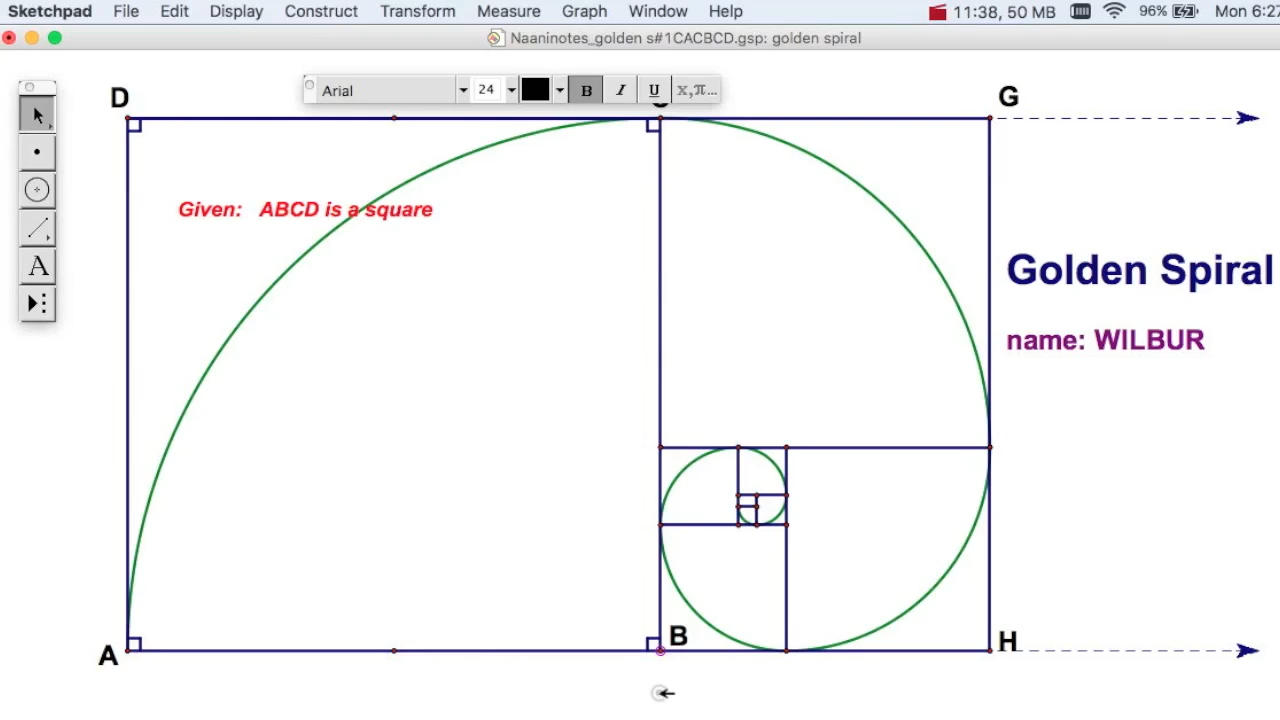 Sketchpad File Edit Display Construct Transform Measure Graph Window Help 11:38, 50 MB 96% Mon 6:27
Naaninotes_golden s#1CACBCD.gsp: golden spiral
Arial 24 B I U x,π...
D
G
A
Given: ABCD is a square
Golden Spiral
name: WILBUR
B
H
A